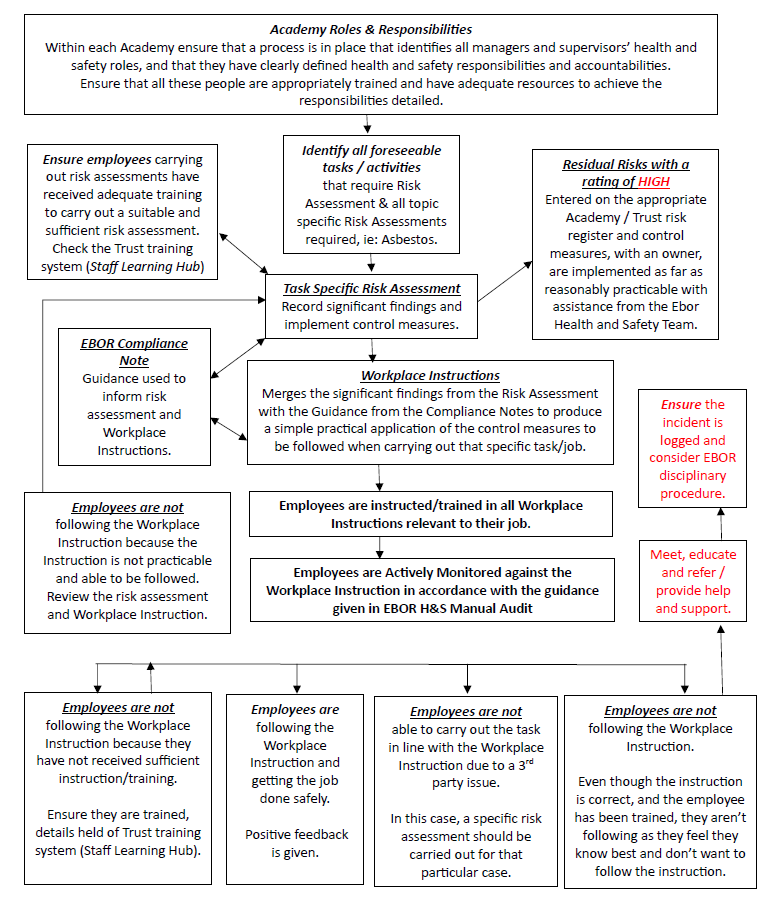 Academy Roles & Responsibilities
Within each Academy ensure that a process is in place that identifies all managers and supervisors’ health and
safety roles, and that they have clearly defined health and safety responsibilities and accountabilities.
Ensure that all these people are appropriately trained and have adequate resources to achieve the
responsibilities detailed.
Ensure employees carrying
out risk assessments have
received adequate training
to carry out a suitable and
sufficient risk assessment.
Check the Trust training
system (Staff Learning Hub)
Identify all foreseeable
tasks / activities
that require Risk
Assessment & all topic
specific Risk Assessments
required, ie: Asbestos.
Residual Risks with a
rating of HIGH
Entered on the appropriate
Academy / Trust risk
register and control
measures, with an owner,
are implemented as far as
reasonably practicable with
assistance from the Ebor
Health and Safety Team.
Task Specific Risk Assessment
Record significant findings and
implement control measures.
EBOR Compliance
Note
Guidance used to
inform risk
assessment and
Workplace
Instructions.
Workplace Instructions
Merges the significant findings from the Risk Assessment
with the Guidance from the Compliance Notes to produce
a simple practical application of the control measures to
be followed when carrying out that specific task/job.
Ensure the
incident is
logged and
consider EBOR
disciplinary
procedure.
Employees are not
following the Workplace
Instruction because the
Instruction is not practicable
and able to be followed.
Review the risk assessment
and Workplace Instruction.
Employees are instructed/trained in all Workplace
Instructions relevant to their job.
Employees are Actively Monitored against the
Workplace Instruction in accordance with the guidance
given in EBOR H&S Manual Audit
Meet, educate
and refer /
provide help
and support.
Employees are not
following the Workplace
Instruction because they
have not received sufficient
instruction/training.
Ensure they are trained,
details held of Trust training
system (Staff Learning Hub).
Employees are
following the
Workplace
Instruction and
getting the job
done safely.
Positive feedback
is given.
Employees are not
able to carry out the task
in line with the Workplace
Instruction due to a 3rd
party issue.
In this case, a specific risk
assessment should be
carried out for that
particular case.
Employees are not
following the Workplace
Instruction.
Even though the instruction
is correct, and the employee
has been trained, they aren’t
following as they feel they
know best and don’t want to
follow the instruction.